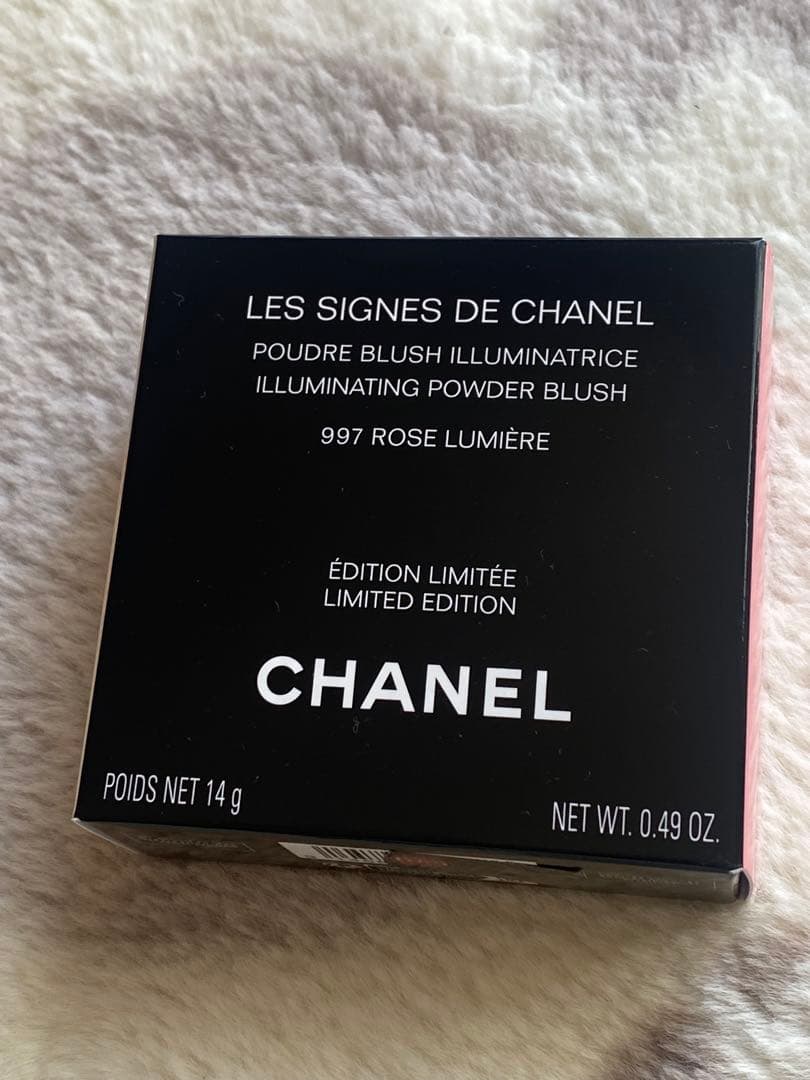 LES SIGNES DE CHANEL
POUDRE BLUSH ILLUMINATRICE
ILLUMINATING POWDER BLUSH
997 ROSE LUMIÈRE
ÉDITION LIMITÉE
LIMITED EDITION
CHANEL
POIDS NET 14 g
NET WT. 0.49 OZ.